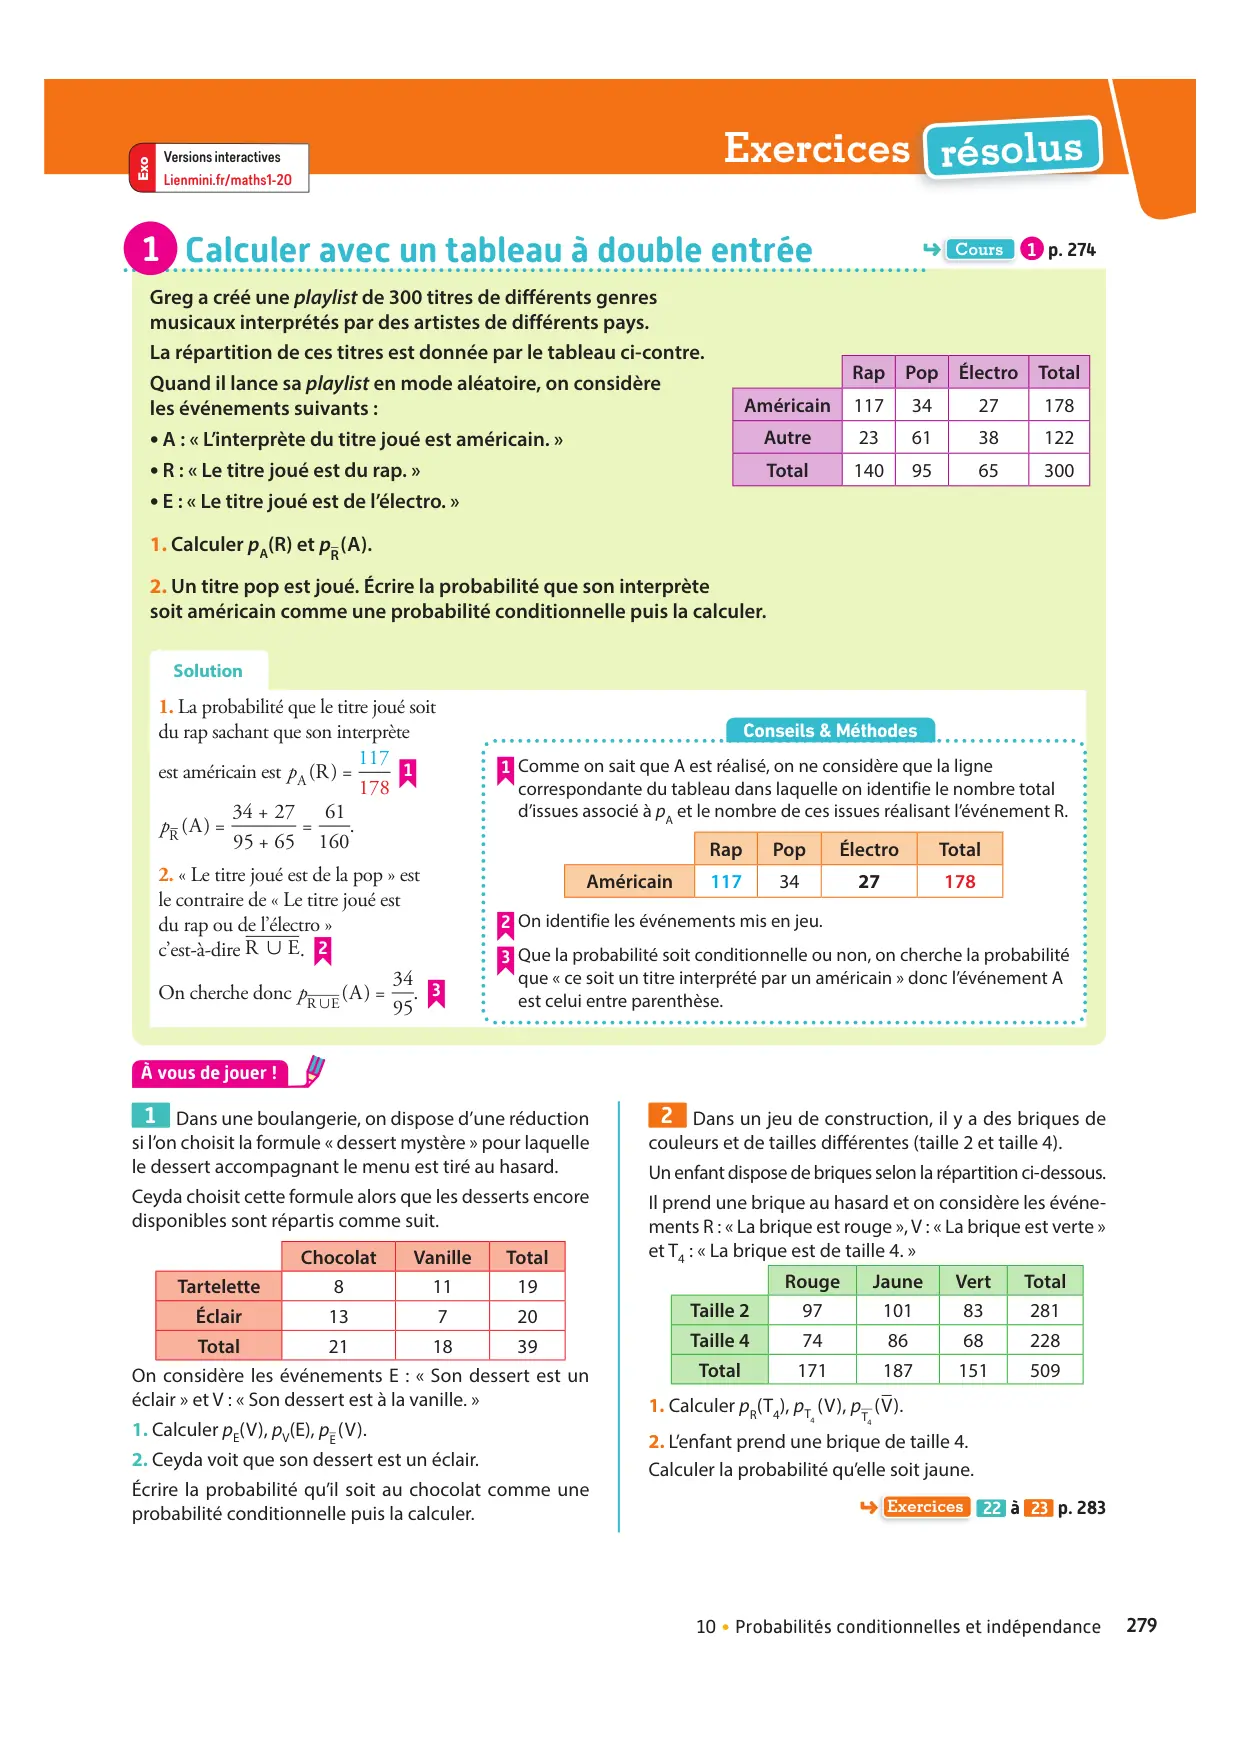 Exercices résolus
Exo
Versions interactives
Lienmini.fr/maths1-20
1 Calculer avec un tableau à double entrée
↪ Cours 1 p. 274
Greg a créé une playlist de 300 titres de différents genres
musicaux interprétés par des artistes de différents pays.
La répartition de ces titres est donnée par le tableau ci-contre.
Quand il lance sa playlist en mode aléatoire, on considère
les événements suivants :
• A : « L’interprète du titre joué est américain. »
• R : « Le titre joué est du rap. »
• E : « Le titre joué est de l’électro. »
Rap Pop Électro Total
Américain 117 34 27 178
Autre 23 61 38 122
Total 140 95 65 300
1. Calculer p_A(R) et p_R̅(A).
2. Un titre pop est joué. Écrire la probabilité que son interprète
soit américain comme une probabilité conditionnelle puis la calculer.
Solution
1. La probabilité que le titre joué soit
du rap sachant que son interprète
est américain est p_A(R) = 117/178 1
p_R̅(A) = (34 + 27)/(95 + 65) = 61/160.
2. « Le titre joué est de la pop » est
le contraire de « Le titre joué est
du rap ou de l’électro »
c’est-à-dire R̅ ∪̅ E̅. 2
On cherche donc p_R̅∪̅E̅(A) = 34/95. 3
Conseils & Méthodes
1 Comme on sait que A est réalisé, on ne considère que la ligne
correspondante du tableau dans laquelle on identifie le nombre total
d’issues associé à p_A et le nombre de ces issues réalisant l’événement R.
Rap Pop Électro Total
Américain 117 34 27 178
2 On identifie les événements mis en jeu.
3 Que la probabilité soit conditionnelle ou non, on cherche la probabilité
que « ce soit un titre interprété par un américain » donc l’événement A
est celui entre parenthèse.
À vous de jouer !
1 Dans une boulangerie, on dispose d’une réduction
si l’on choisit la formule « dessert mystère » pour laquelle
le dessert accompagnant le menu est tiré au hasard.
Ceyda choisit cette formule alors que les desserts encore
disponibles sont répartis comme suit.
Chocolat Vanille Total
Tartelette 8 11 19
Éclair 13 7 20
Total 21 18 39
On considère les événements E : « Son dessert est un
éclair » et V : « Son dessert est à la vanille. »
1. Calculer p_E(V), p_V(E), p_E̅(V).
2. Ceyda voit que son dessert est un éclair.
Écrire la probabilité qu’il soit au chocolat comme une
probabilité conditionnelle puis la calculer.
2 Dans un jeu de construction, il y a des briques de
couleurs et de tailles différentes (taille 2 et taille 4).
Un enfant dispose de briques selon la répartition ci-dessous.
Il prend une brique au hasard et on considère les événe-
ments R : « La brique est rouge », V : « La brique est verte »
et T₄ : « La brique est de taille 4. »
Rouge Jaune Vert Total
Taille 2 97 101 83 281
Taille 4 74 86 68 228
Total 171 187 151 509
1. Calculer p_R(T₄), p_T₄(V), p_T̅₄(V̅).
2. L’enfant prend une brique de taille 4.
Calculer la probabilité qu’elle soit jaune.
↪ Exercices 22 à 23 p. 283
10 • Probabilités conditionnelles et indépendance 279